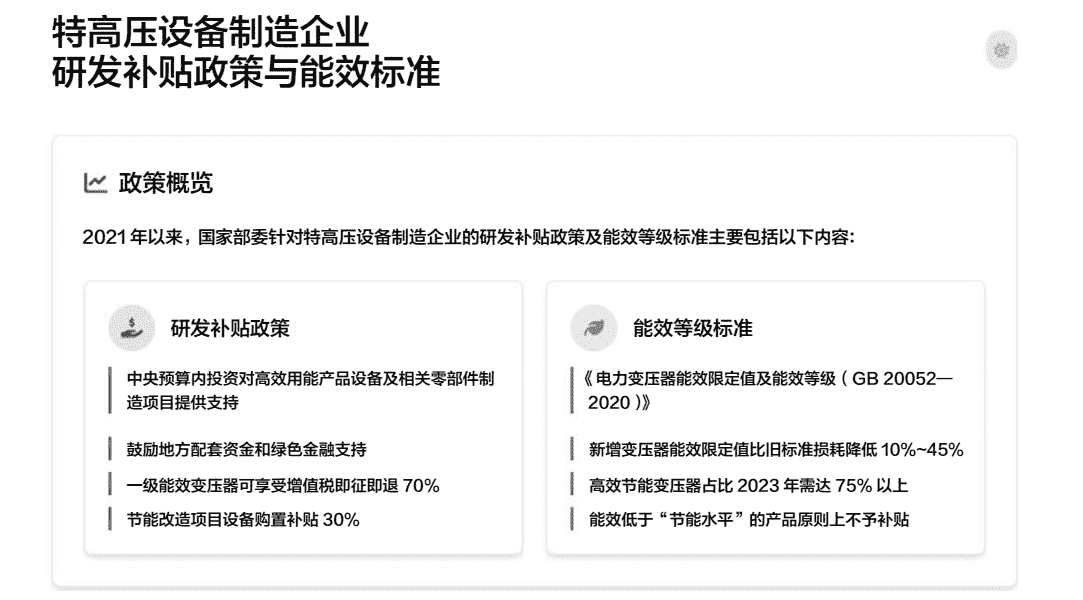 特高压设备制造企业
研发补贴政策与能效标准
政策概览
2021年以来，国家部委针对特高压设备制造企业的研发补贴政策及能效等级标准主要包括以下内容：
研发补贴政策
中央预算内投资对高效用能产品设备及相关零部件制
造项目提供支持
鼓励地方配套资金和绿色金融支持
一级能效变压器可享受增值税即征即退 70%
节能改造项目设备购置补贴 30%
能效等级标准
《电力变压器能效限定值及能效等级（GB 20052—
2020）》
新增变压器能效限定值比旧标准损耗降低 10%~45%
高效节能变压器占比 2023 年需达 75% 以上
能效低于“节能水平”的产品原则上不予补贴